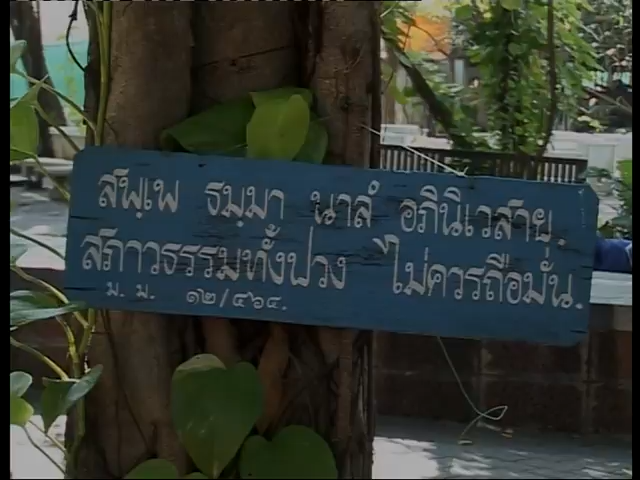 สพฺเพ ธมฺมา นาลํ อภินิเวสายฺ.
สภาวธรรมทั้งปวง ไม่ควรถือมั่น.
ม. ม. ๑๒/๔๖๔.